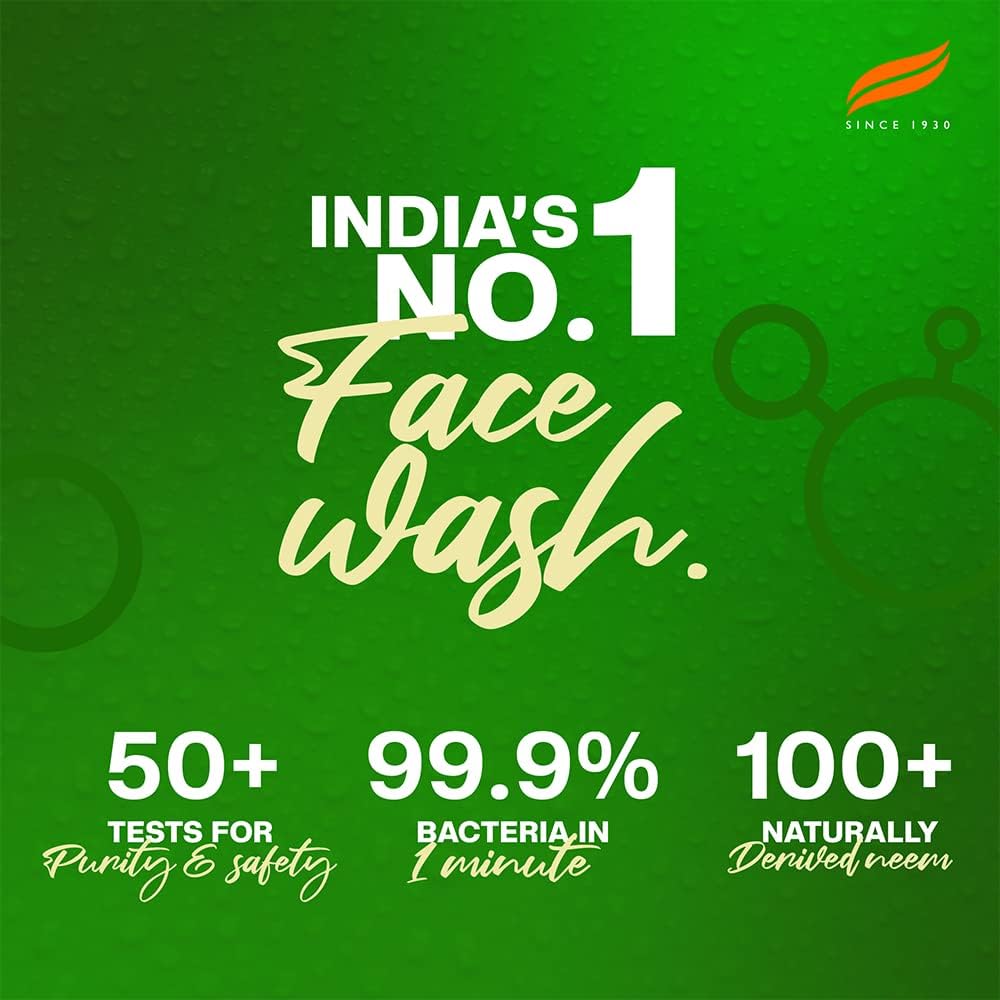 SINCE 1930
INDIA'S
NO. 1
Face
wash.
50+
TESTS FOR
Purity & safety
99.9%
BACTERIA IN
1 minute
100+
NATURALLY
Derived neem